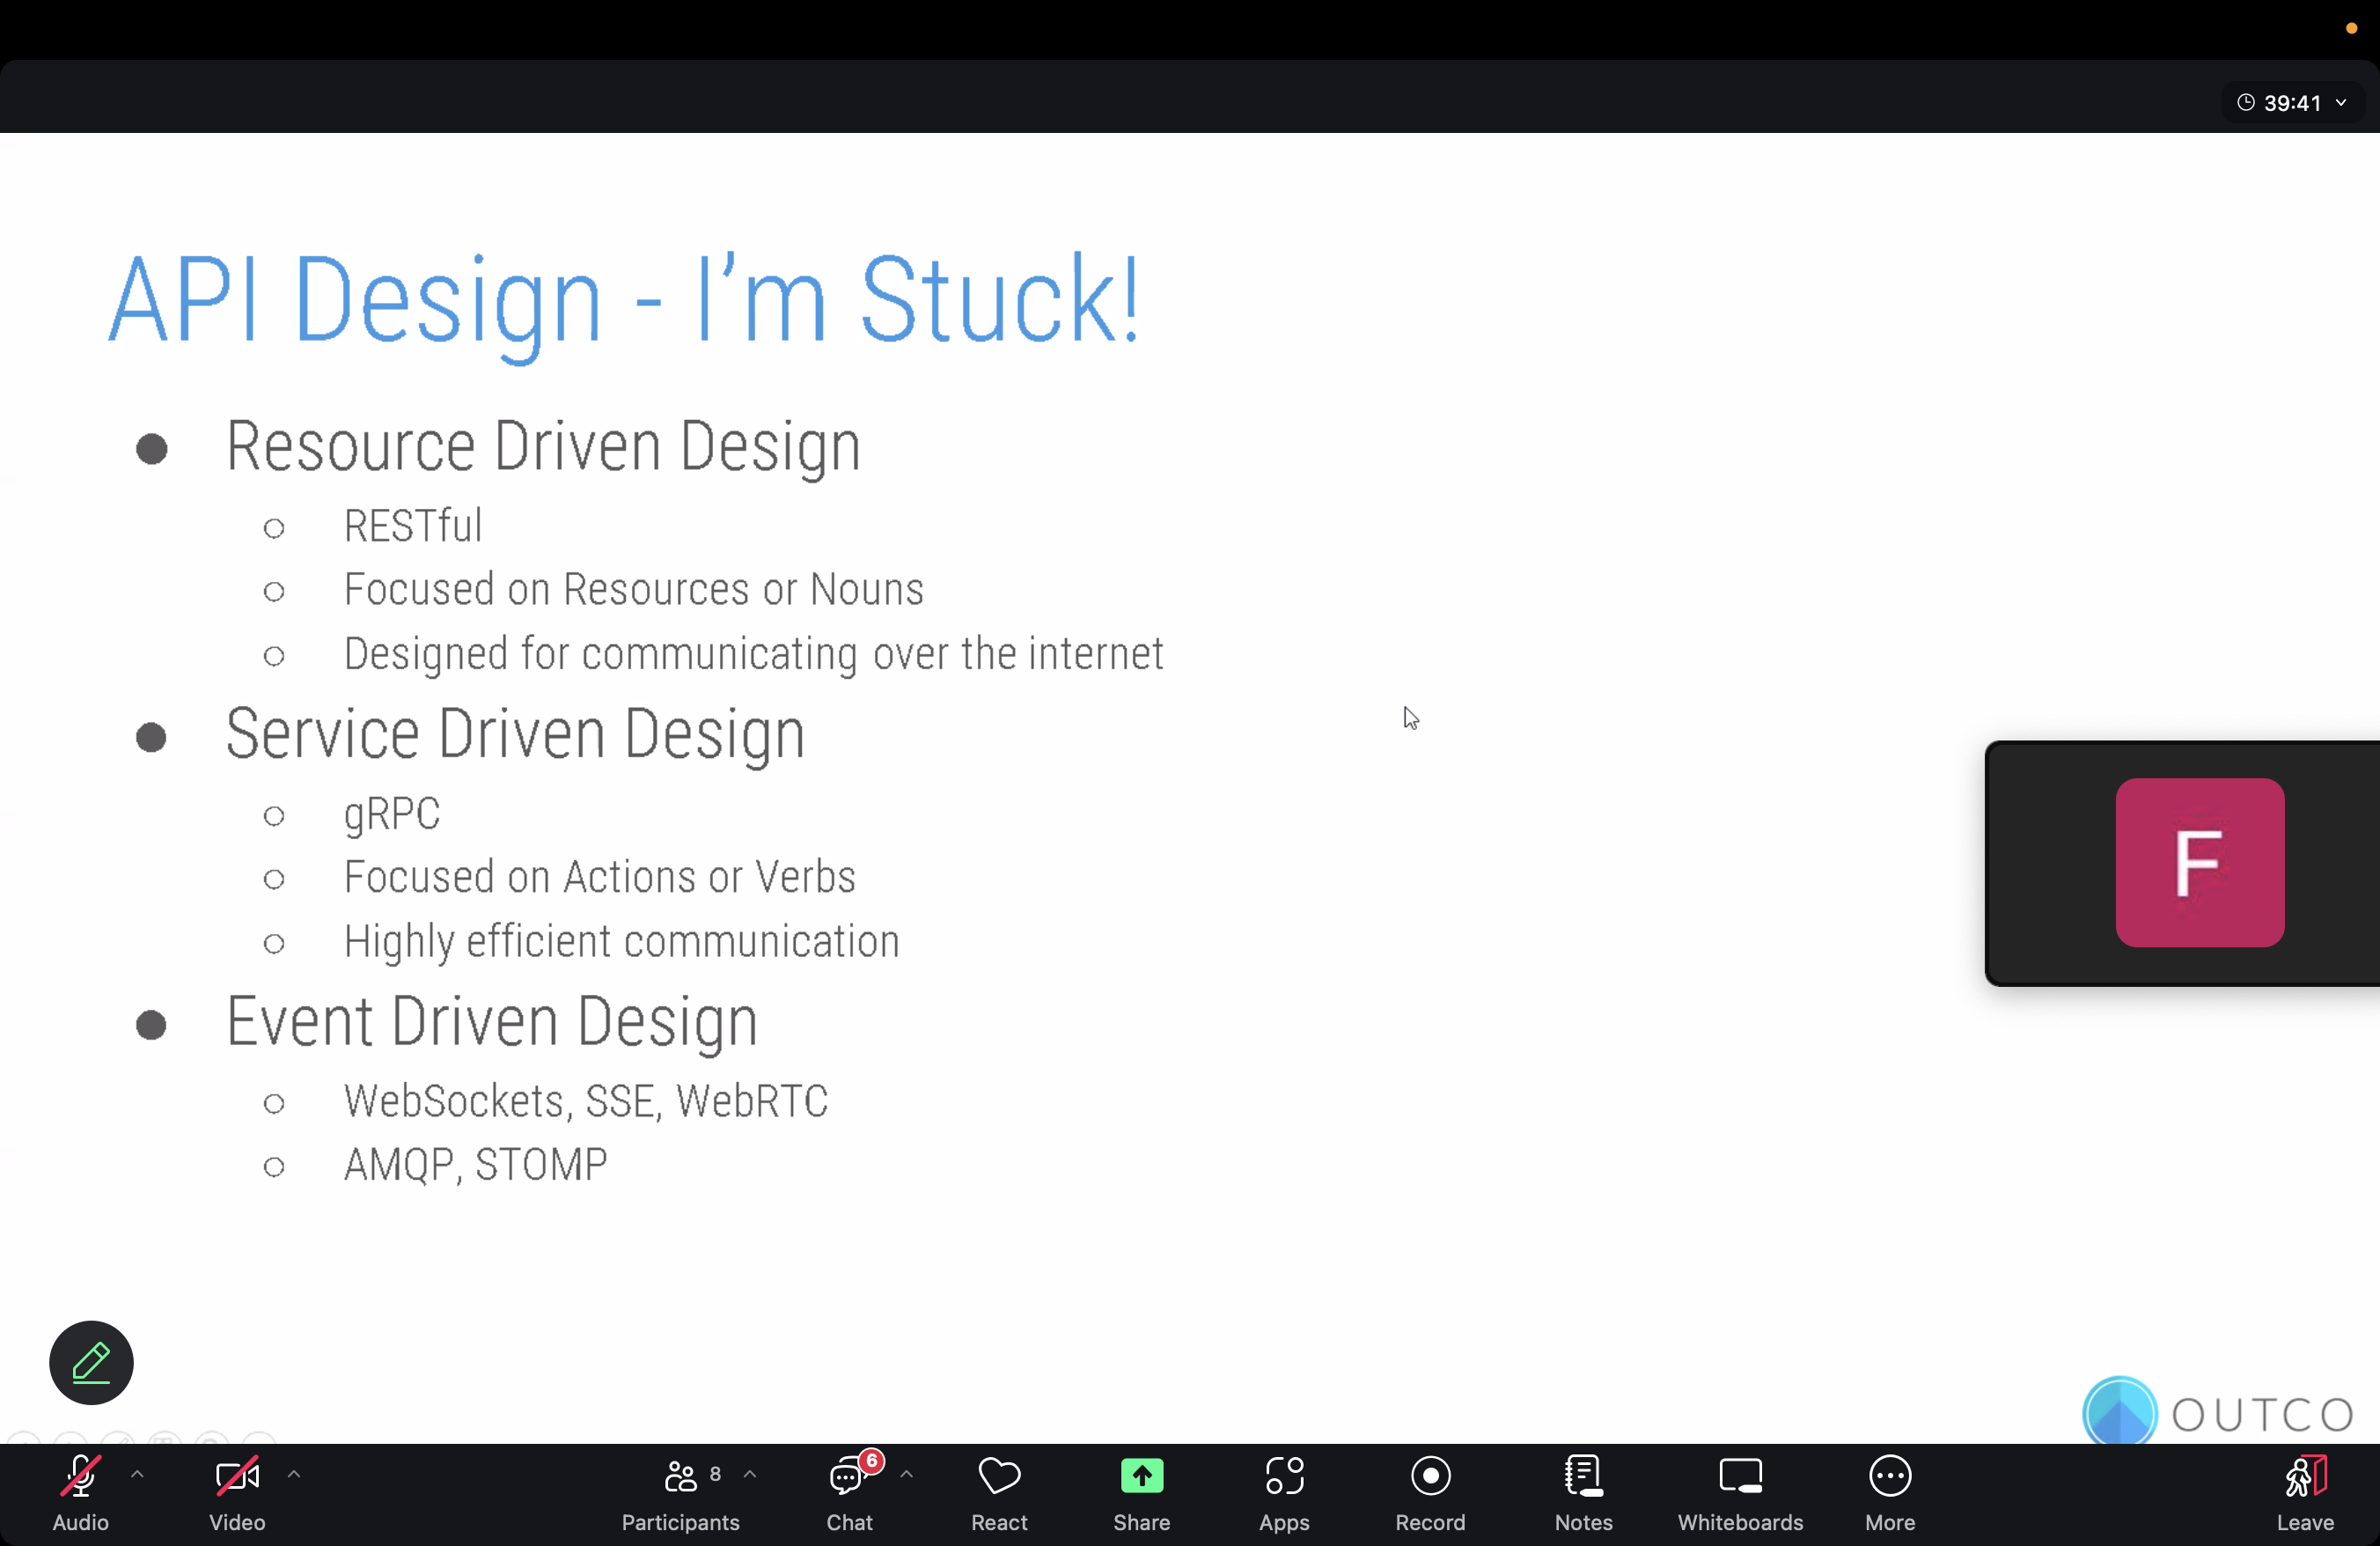 39:41
API Design - I'm Stuck!
● Resource Driven Design
○ RESTful
○ Focused on Resources or Nouns
○ Designed for communicating over the internet
● Service Driven Design
○ gRPC
○ Focused on Actions or Verbs
○ Highly efficient communication
● Event Driven Design
○ WebSockets, SSE, WebRTC
○ AMQP, STOMP
F
OUTCO
8
6
Audio Video Participants Chat React Share Apps Record Notes Whiteboards More Leave